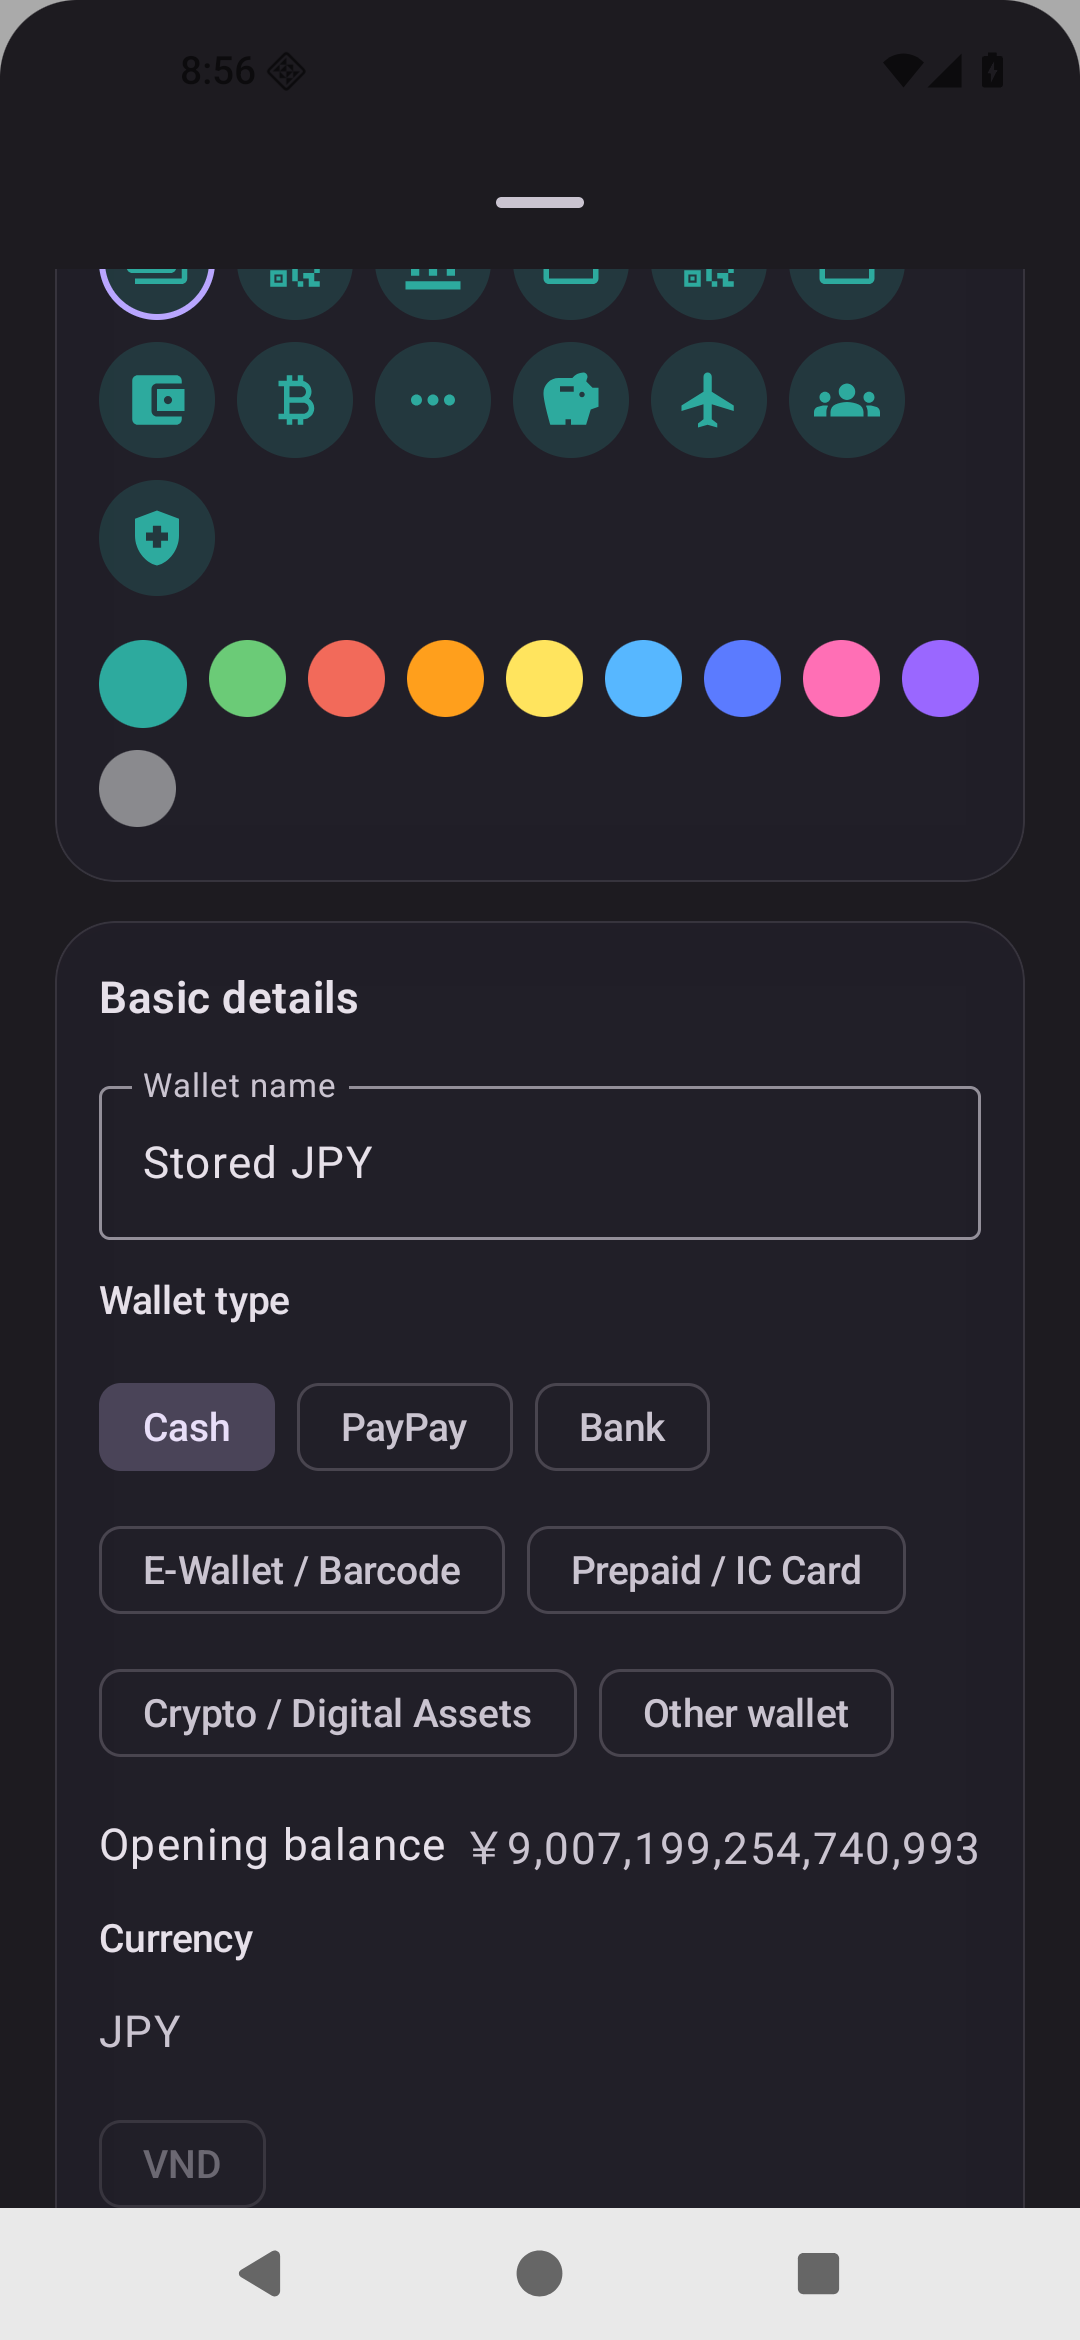 8:56
Basic details
Wallet name
Stored JPY
Wallet type
Cash
PayPay
Bank
E-Wallet / Barcode
Prepaid / IC Card
Crypto / Digital Assets
Other wallet
Opening balance ¥9,007,199,254,740,993
Currency
JPY
VND